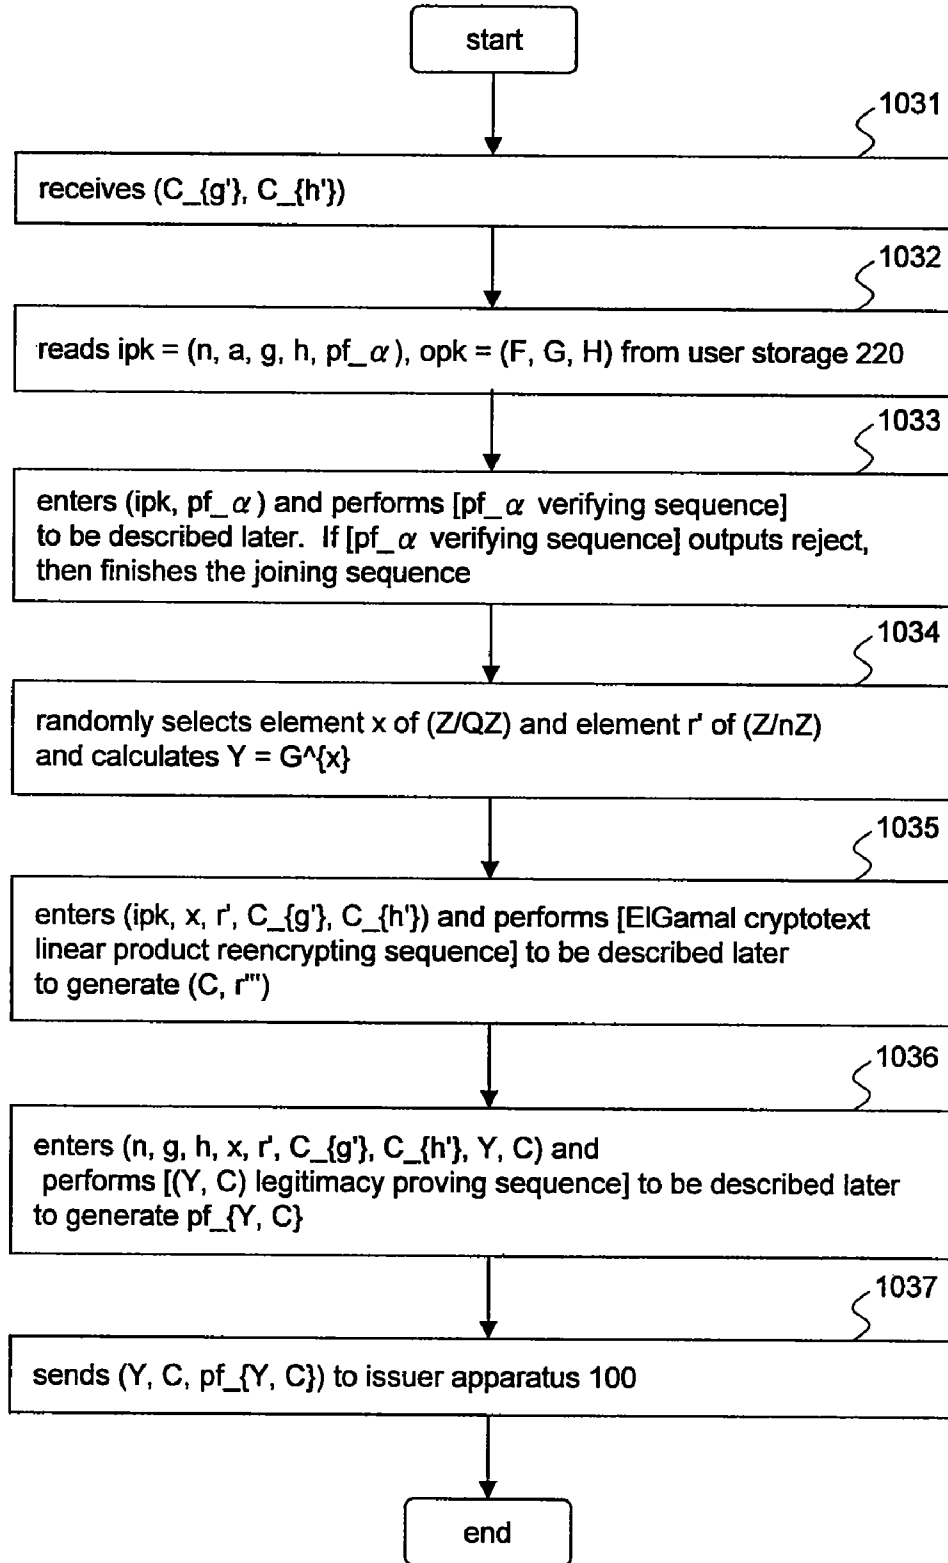 start
1031
receives (C_{g'}, C_{h'})
1032
reads ipk = (n, a, g, h, pf_α), opk = (F, G, H) from user storage 220
1033
enters (ipk, pf_α) and performs [pf_α verifying sequence]
to be described later. If [pf_α verifying sequence] outputs reject,
then finishes the joining sequence
1034
randomly selects element x of (Z/QZ) and element r' of (Z/nZ)
and calculates Y = G^{x}
1035
enters (ipk, x, r', C_{g'}, C_{h'}) and performs [ElGamal cryptotext
linear product reencrypting sequence] to be described later
to generate (C, r''')
1036
enters (n, g, h, x, r', C_{g'}, C_{h'}, Y, C) and
performs [(Y, C) legitimacy proving sequence] to be described later
to generate pf_{Y, C}
1037
sends (Y, C, pf_{Y, C}) to issuer apparatus 100
end